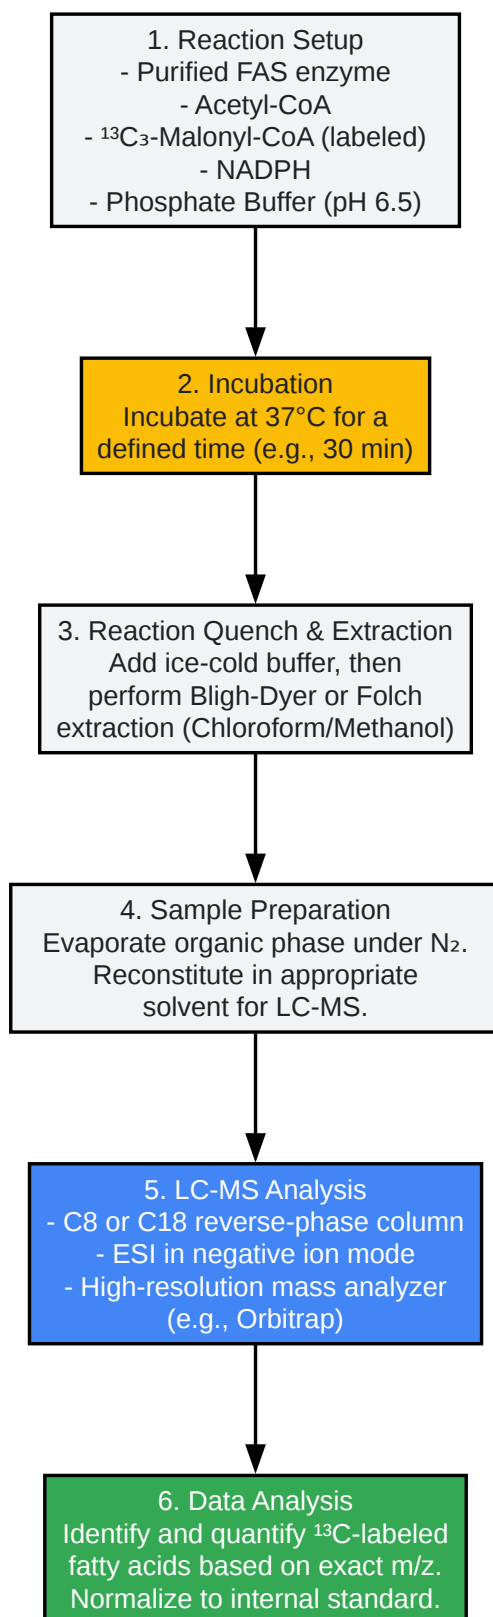 1. Reaction Setup
- Purified FAS enzyme
- Acetyl-CoA
- ¹³C₃-Malonyl-CoA (labeled)
- NADPH
- Phosphate Buffer (pH 6.5)
2. Incubation
Incubate at 37°C for a
defined time (e.g., 30 min)
3. Reaction Quench & Extraction
Add ice-cold buffer, then
perform Bligh-Dyer or Folch
extraction (Chloroform/Methanol)
4. Sample Preparation
Evaporate organic phase under N₂.
Reconstitute in appropriate
solvent for LC-MS.
5. LC-MS Analysis
- C8 or C18 reverse-phase column
- ESI in negative ion mode
- High-resolution mass analyzer
(e.g., Orbitrap)
6. Data Analysis
Identify and quantify ¹³C-labeled
fatty acids based on exact m/z.
Normalize to internal standard.